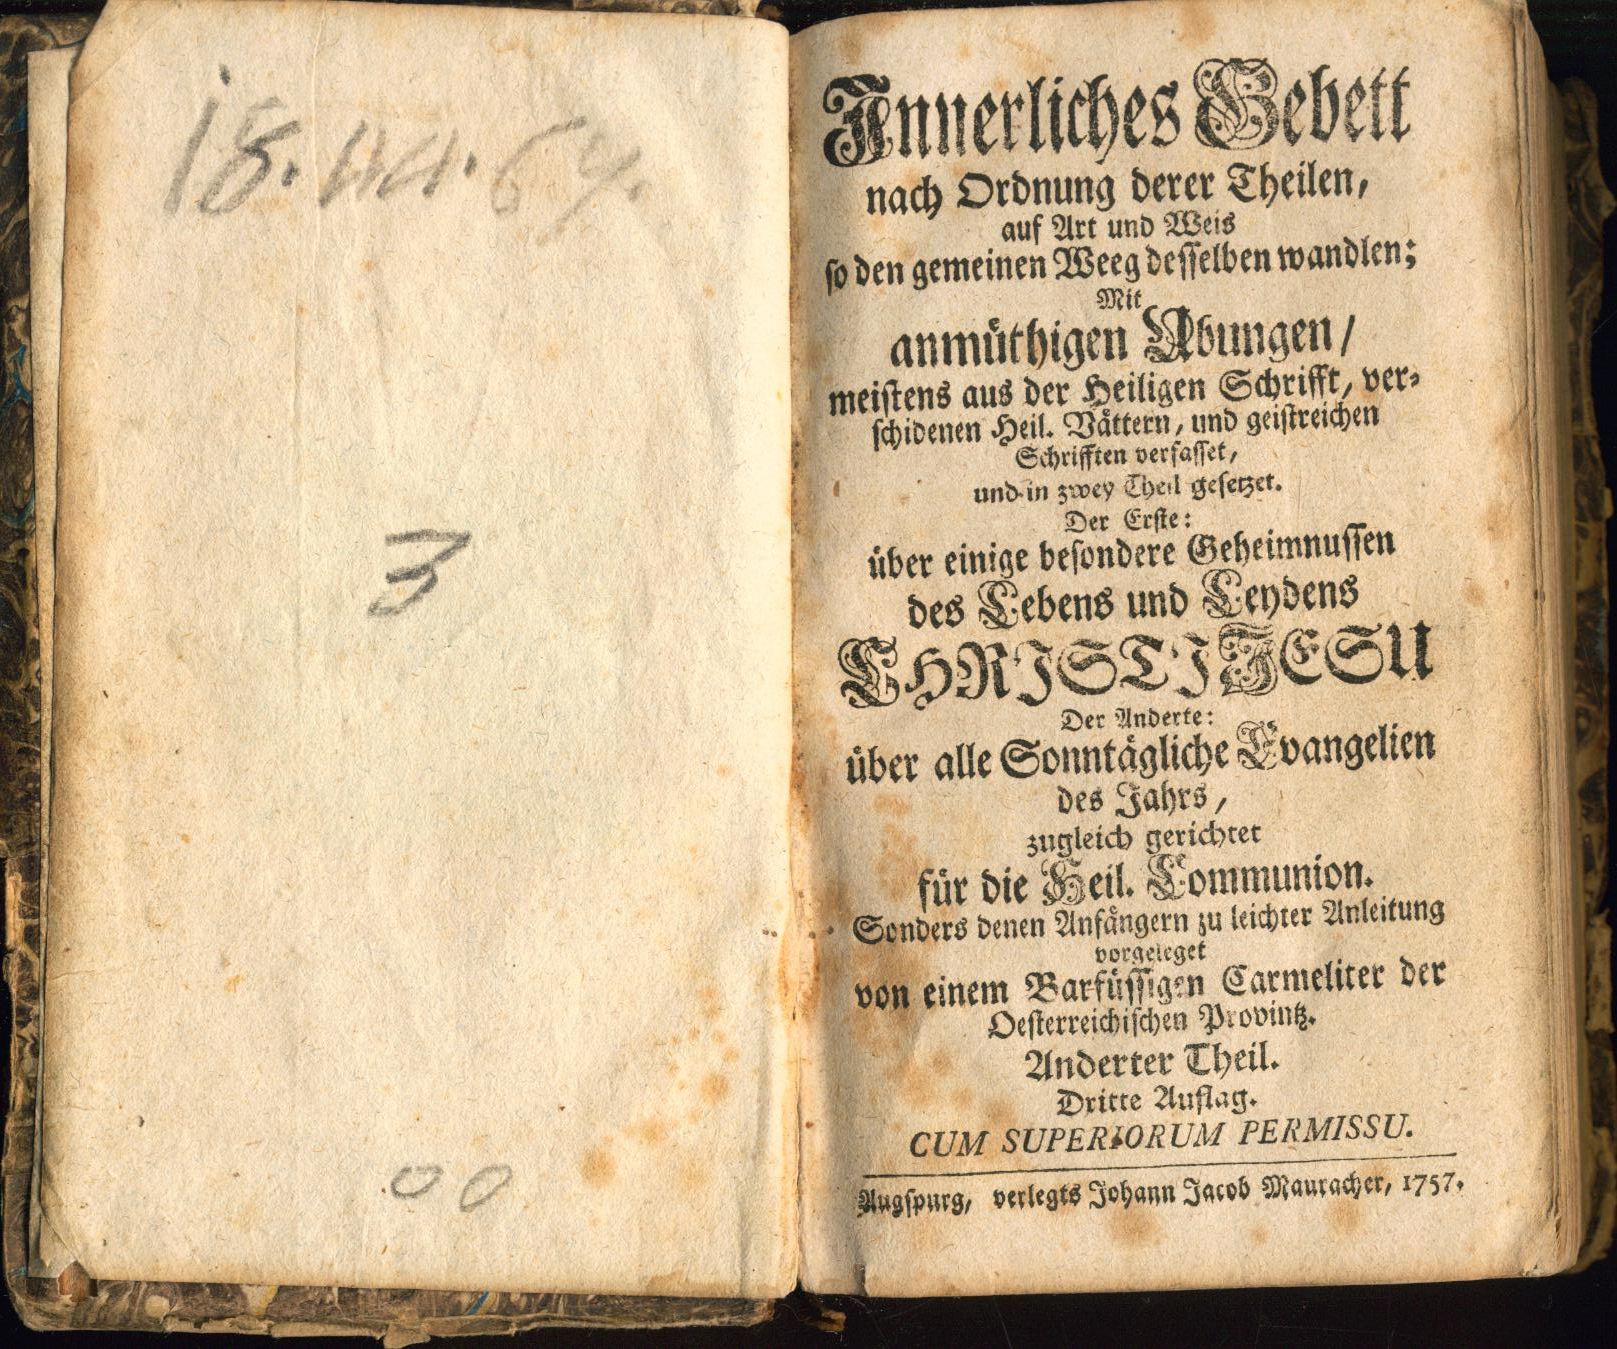 3
00
Innerliches Gebett
nach Ordnung derer Theilen,
auf Art und Weis
so den gemeinen Weeg desselben wandlen;
Mit
anmüthigen Ubungen/
meistens aus der Heiligen Schrifft, ver-
schidenen Heil. Vättern, und geistreichen
Schrifften verfasset,
und in zwey Theil gesetzet.
Der Erste:
über einige besondere Geheimnussen
des Lebens und Leydens
CHRISTI JESU
Der Anderte:
über alle Sonntägliche Evangelien
des Jahrs,
zugleich gerichtet
für die Heil. Communion.
Sonders denen Anfängern zu leichter Anleitung
vorgeleget
von einem Barfüssigen Carmeliter der
Oesterreichischen Provintz.
Anderter Theil.
Dritte Auflag.
CUM SUPERIORUM PERMISSU.
Augspurg, verlegts Johann Jacob Mauracher, 1757.